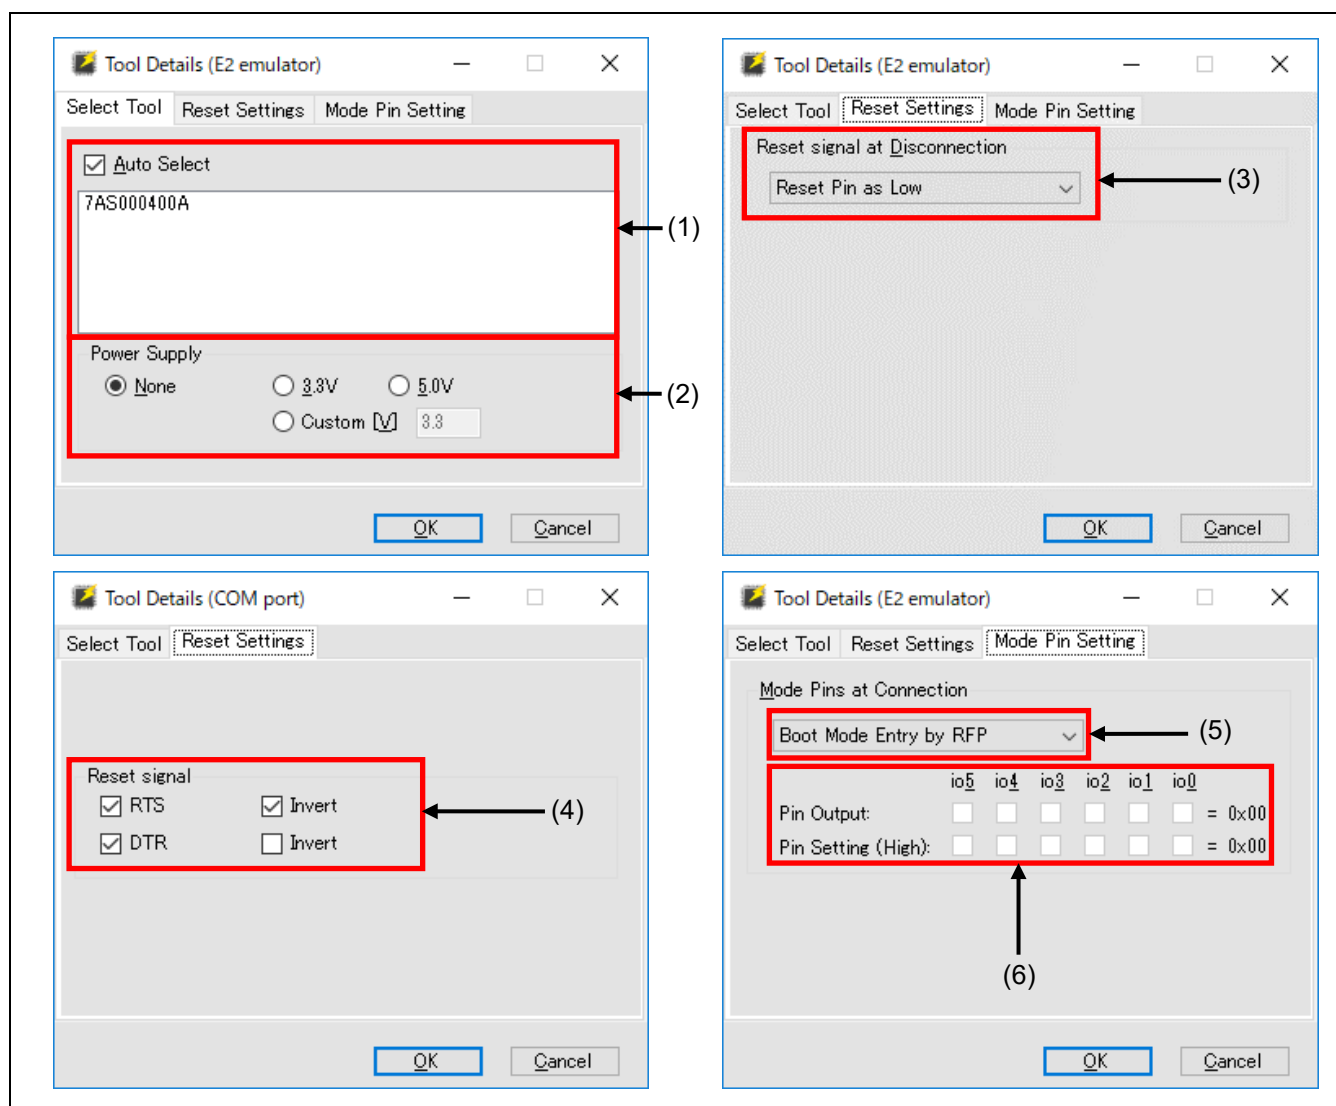 Tool Details (E2 emulator)
Select Tool Reset Settings Mode Pin Setting
Auto Select
7AS000400A
(1)
Power Supply
None 3.3V 5.0V
Custom [V] 3.3
(2)
OK Cancel
Tool Details (E2 emulator)
Select Tool Reset Settings Mode Pin Setting
Reset signal at Disconnection
Reset Pin as Low
(3)
OK Cancel
Tool Details (COM port)
Select Tool Reset Settings
Reset signal
RTS Invert
DTR Invert
(4)
OK Cancel
Tool Details (E2 emulator)
Select Tool Reset Settings Mode Pin Setting
Mode Pins at Connection
Boot Mode Entry by RFP
(5)
io5 io4 io3 io2 io1 io0
Pin Output: = 0x00
Pin Setting (High): = 0x00
(6)
OK Cancel